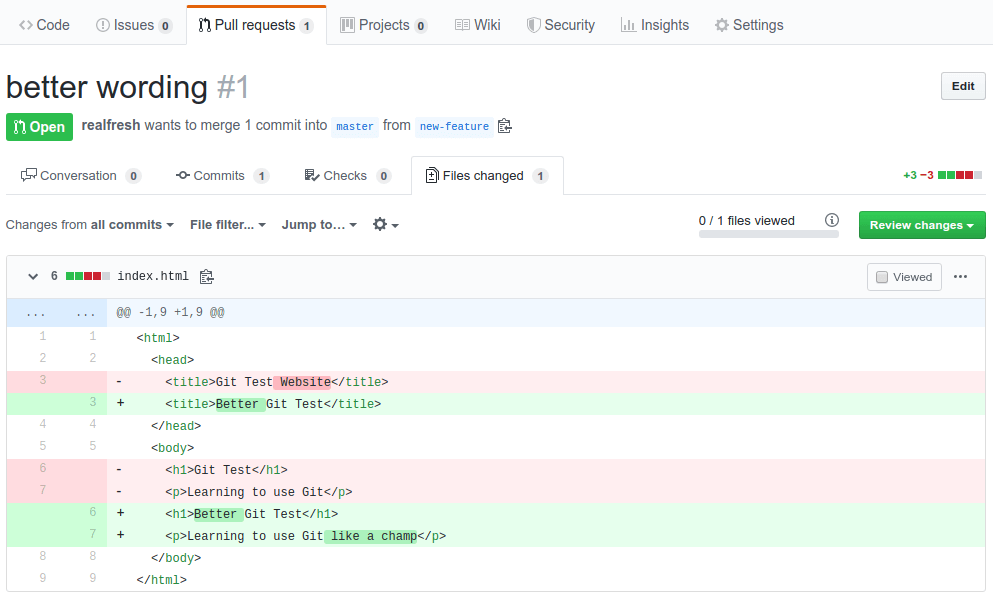 Code Issues 0 Pull requests 1 Projects 0 Wiki Security Insights Settings
better wording #1
Edit
Open realfresh wants to merge 1 commit into master from new-feature
Conversation 0 Commits 1 Checks 0 Files changed 1 +3 −3
Changes from all commits File filter... Jump to... 0 / 1 files viewed Review changes
6 index.html Viewed ...
... ... @@ -1,9 +1,9 @@
1 1 <html>
2 2 <head>
3 - <title>Git Test Website</title>
3 + <title>Better Git Test</title>
4 4 </head>
5 5 <body>
6 - <h1>Git Test</h1>
7 - <p>Learning to use Git</p>
6 + <h1>Better Git Test</h1>
7 + <p>Learning to use Git like a champ</p>
8 8 </body>
9 9 </html>